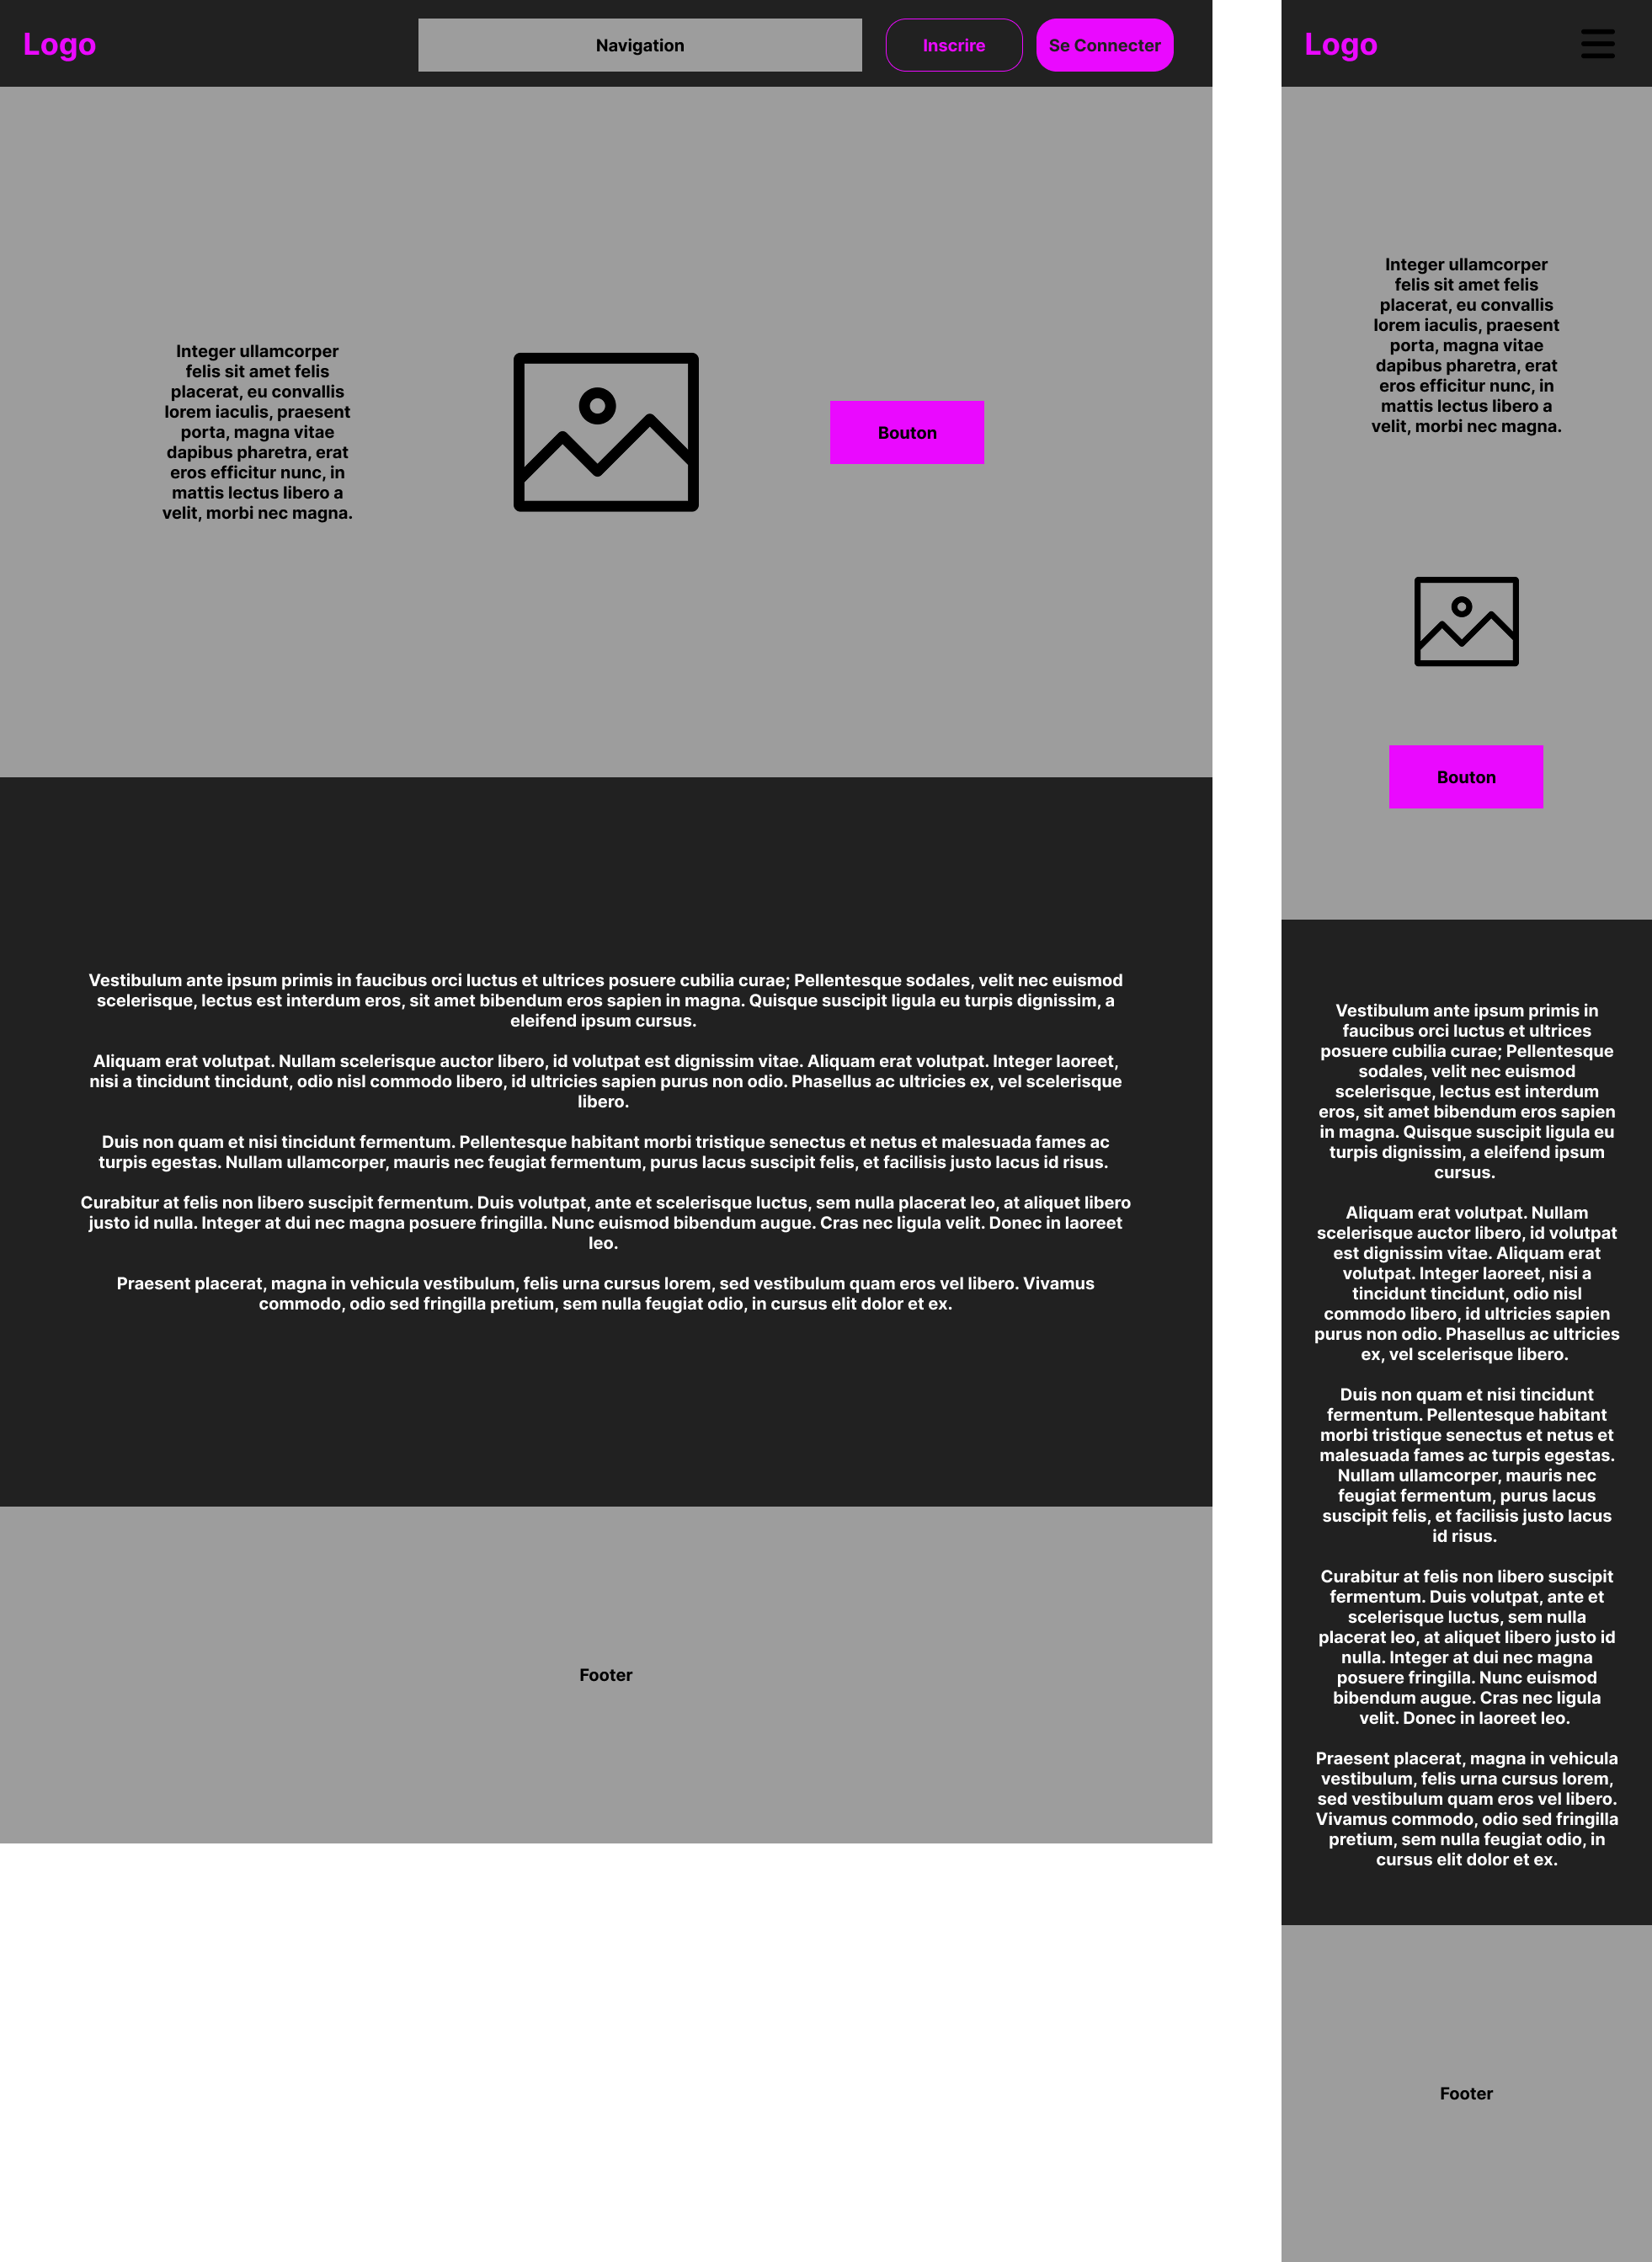 Logo
Navigation
Inscrire
Se Connecter
Integer ullamcorper
felis sit amet felis
placerat, eu convallis
lorem iaculis, praesent
porta, magna vitae
dapibus pharetra, erat
eros efficitur nunc, in
mattis lectus libero a
velit, morbi nec magna.
Bouton
Vestibulum ante ipsum primis in faucibus orci luctus et ultrices posuere cubilia curae; Pellentesque sodales, velit nec euismod
scelerisque, lectus est interdum eros, sit amet bibendum eros sapien in magna. Quisque suscipit ligula eu turpis dignissim, a
eleifend ipsum cursus.
Aliquam erat volutpat. Nullam scelerisque auctor libero, id volutpat est dignissim vitae. Aliquam erat volutpat. Integer laoreet,
nisi a tincidunt tincidunt, odio nisl commodo libero, id ultricies sapien purus non odio. Phasellus ac ultricies ex, vel scelerisque
libero.
Duis non quam et nisi tincidunt fermentum. Pellentesque habitant morbi tristique senectus et netus et malesuada fames ac
turpis egestas. Nullam ullamcorper, mauris nec feugiat fermentum, purus lacus suscipit felis, et facilisis justo lacus id risus.
Curabitur at felis non libero suscipit fermentum. Duis volutpat, ante et scelerisque luctus, sem nulla placerat leo, at aliquet libero
justo id nulla. Integer at dui nec magna posuere fringilla. Nunc euismod bibendum augue. Cras nec ligula velit. Donec in laoreet
leo.
Praesent placerat, magna in vehicula vestibulum, felis urna cursus lorem, sed vestibulum quam eros vel libero. Vivamus
commodo, odio sed fringilla pretium, sem nulla feugiat odio, in cursus elit dolor et ex.
Footer
Logo
Integer ullamcorper
felis sit amet felis
placerat, eu convallis
lorem iaculis, praesent
porta, magna vitae
dapibus pharetra, erat
eros efficitur nunc, in
mattis lectus libero a
velit, morbi nec magna.
Bouton
Vestibulum ante ipsum primis in
faucibus orci luctus et ultrices
posuere cubilia curae; Pellentesque
sodales, velit nec euismod
scelerisque, lectus est interdum
eros, sit amet bibendum eros sapien
in magna. Quisque suscipit ligula eu
turpis dignissim, a eleifend ipsum
cursus.
Aliquam erat volutpat. Nullam
scelerisque auctor libero, id volutpat
est dignissim vitae. Aliquam erat
volutpat. Integer laoreet, nisi a
tincidunt tincidunt, odio nisl
commodo libero, id ultricies sapien
purus non odio. Phasellus ac ultricies
ex, vel scelerisque libero.
Duis non quam et nisi tincidunt
fermentum. Pellentesque habitant
morbi tristique senectus et netus et
malesuada fames ac turpis egestas.
Nullam ullamcorper, mauris nec
feugiat fermentum, purus lacus
suscipit felis, et facilisis justo lacus
id risus.
Curabitur at felis non libero suscipit
fermentum. Duis volutpat, ante et
scelerisque luctus, sem nulla
placerat leo, at aliquet libero justo id
nulla. Integer at dui nec magna
posuere fringilla. Nunc euismod
bibendum augue. Cras nec ligula
velit. Donec in laoreet leo.
Praesent placerat, magna in vehicula
vestibulum, felis urna cursus lorem,
sed vestibulum quam eros vel libero.
Vivamus commodo, odio sed fringilla
pretium, sem nulla feugiat odio, in
cursus elit dolor et ex.
Footer